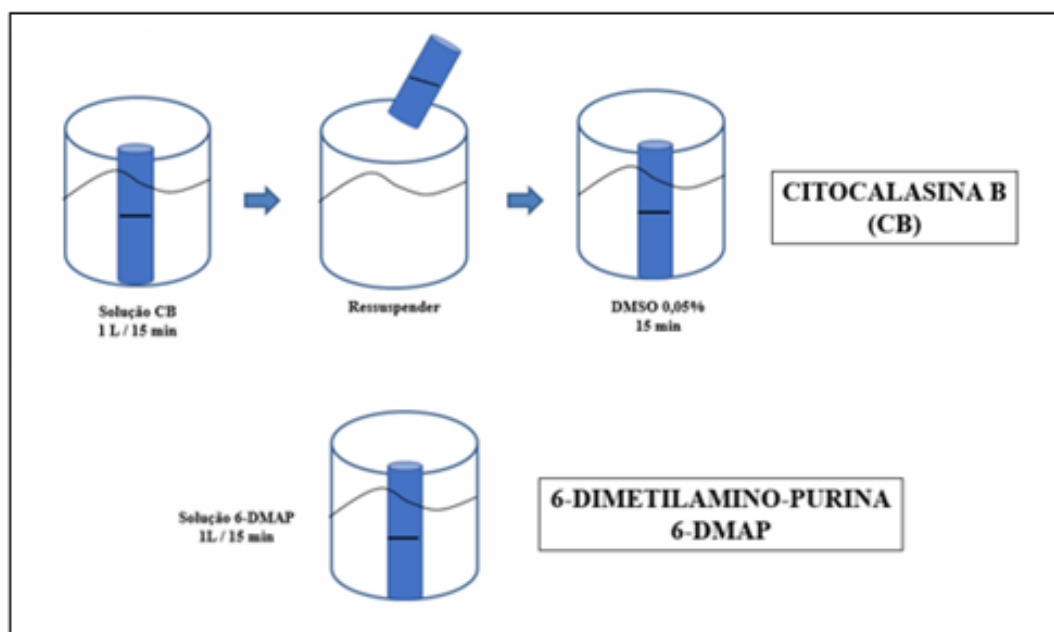 CITOCALASINA B
(CB)
Solução CB
1 L / 15 min
Ressuspender
DMSO 0,05%
15 min
Solução 6-DMAP
1L / 15 min
6-DIMETILAMINO-PURINA
6-DMAP